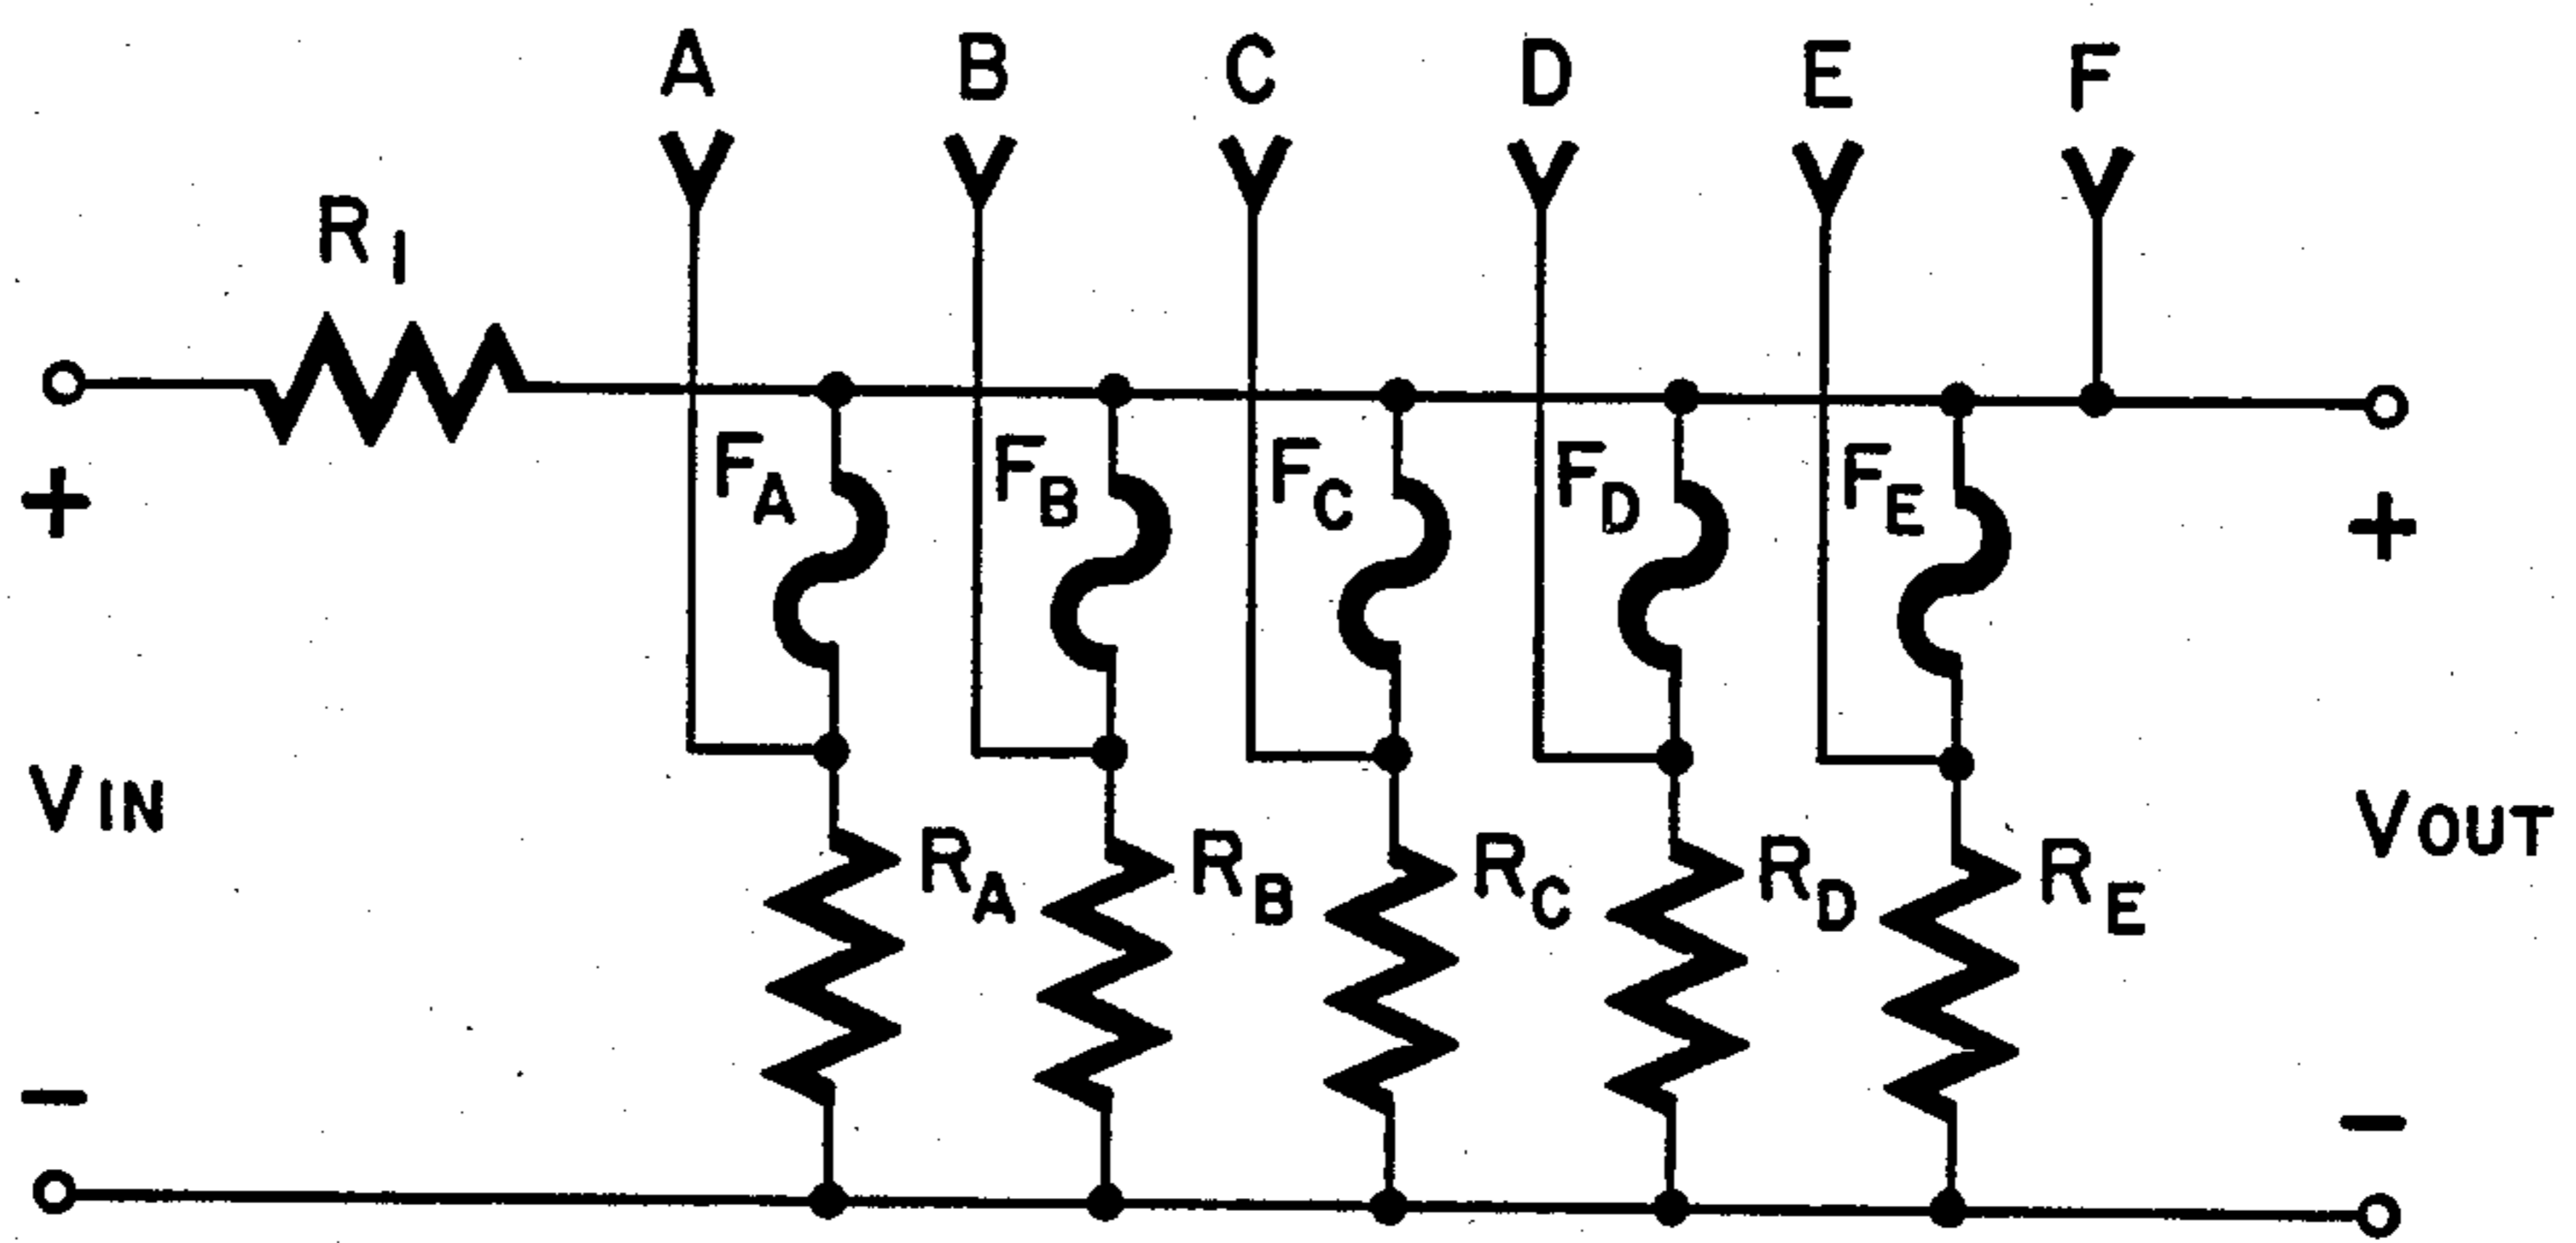 A B C D E F
R1
+ FA FB FC FD FE +
VIN VOUT
RA RB RC RD RE
- -